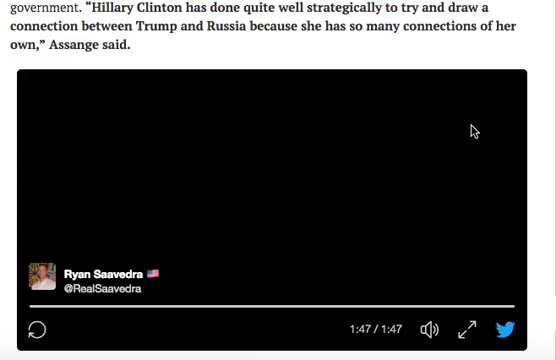 government. “Hillary Clinton has done quite well strategically to try and draw a
connection between Trump and Russia because she has so many connections of her
own,” Assange said.
Ryan Saavedra 🇺🇸
@RealSaavedra
1:47 / 1:47